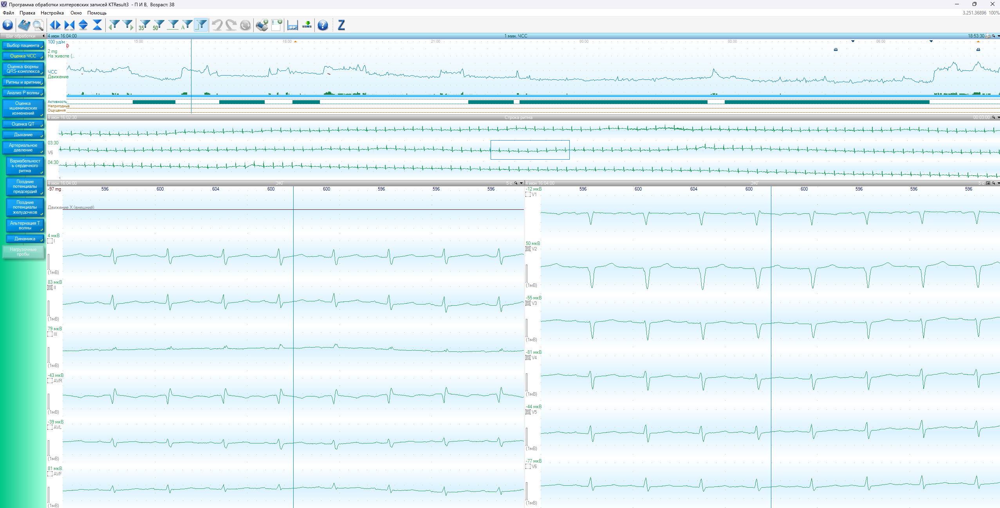 Программа обработки холтеровских записей KTResult3 - П И В, Возраст: 38
Файл Правка Настройка Окно Помощь
3.251.36896 100%
35 50 Z
Шаг обработки
Выбор пациента
Оценка ЧСС
Оценка формы
QRS-комплекса
Ритмы и аритмии
Анализ P волны
Оценка
ишемических
изменений
Оценка QT
Дыхание
Артериальное
давление
Вариабельност
ь сердечного
ритма
Поздние
потенциалы
предсердий
Поздние
потенциалы
желудочков
Альтернация Т
волны
Динамика
Нагрузочные
пробы
4 июн 16:04:00 1 мин. ЧСС 18:53:30
100 уд/м 15:00 18:00 21:00 00:00 03:00 06:00
2 mg
На животе (...
ЧСС
Движение
Активность
Непригодные
Ощущения
4 июн 16:02:30 Строка ритма 00:03:00
03:30
V6
04:30
4 июн 16:04:00 ЭКГ 5 с
-97 mg 596 600 604 600 600 596 596 596
Движение X (внешний)
4 мкВ
I
(1мВ)
83 мкВ
II
(1мВ)
79 мкВ
III
(1мВ)
-43 мкВ
AVR
(1мВ)
-39 мкВ
AVL
(1мВ)
81 мкВ
AVF
(1мВ)
4 июн 16:04:00 ЭКГ 5 с
-12 мкВ 596 600 604 600 600 596 596 596
V1
50 мкВ
V2
(1мВ)
-55 мкВ
V3
(1мВ)
-81 мкВ
V4
(1мВ)
-44 мкВ
V5
(1мВ)
-77 мкВ
V6
(1мВ)